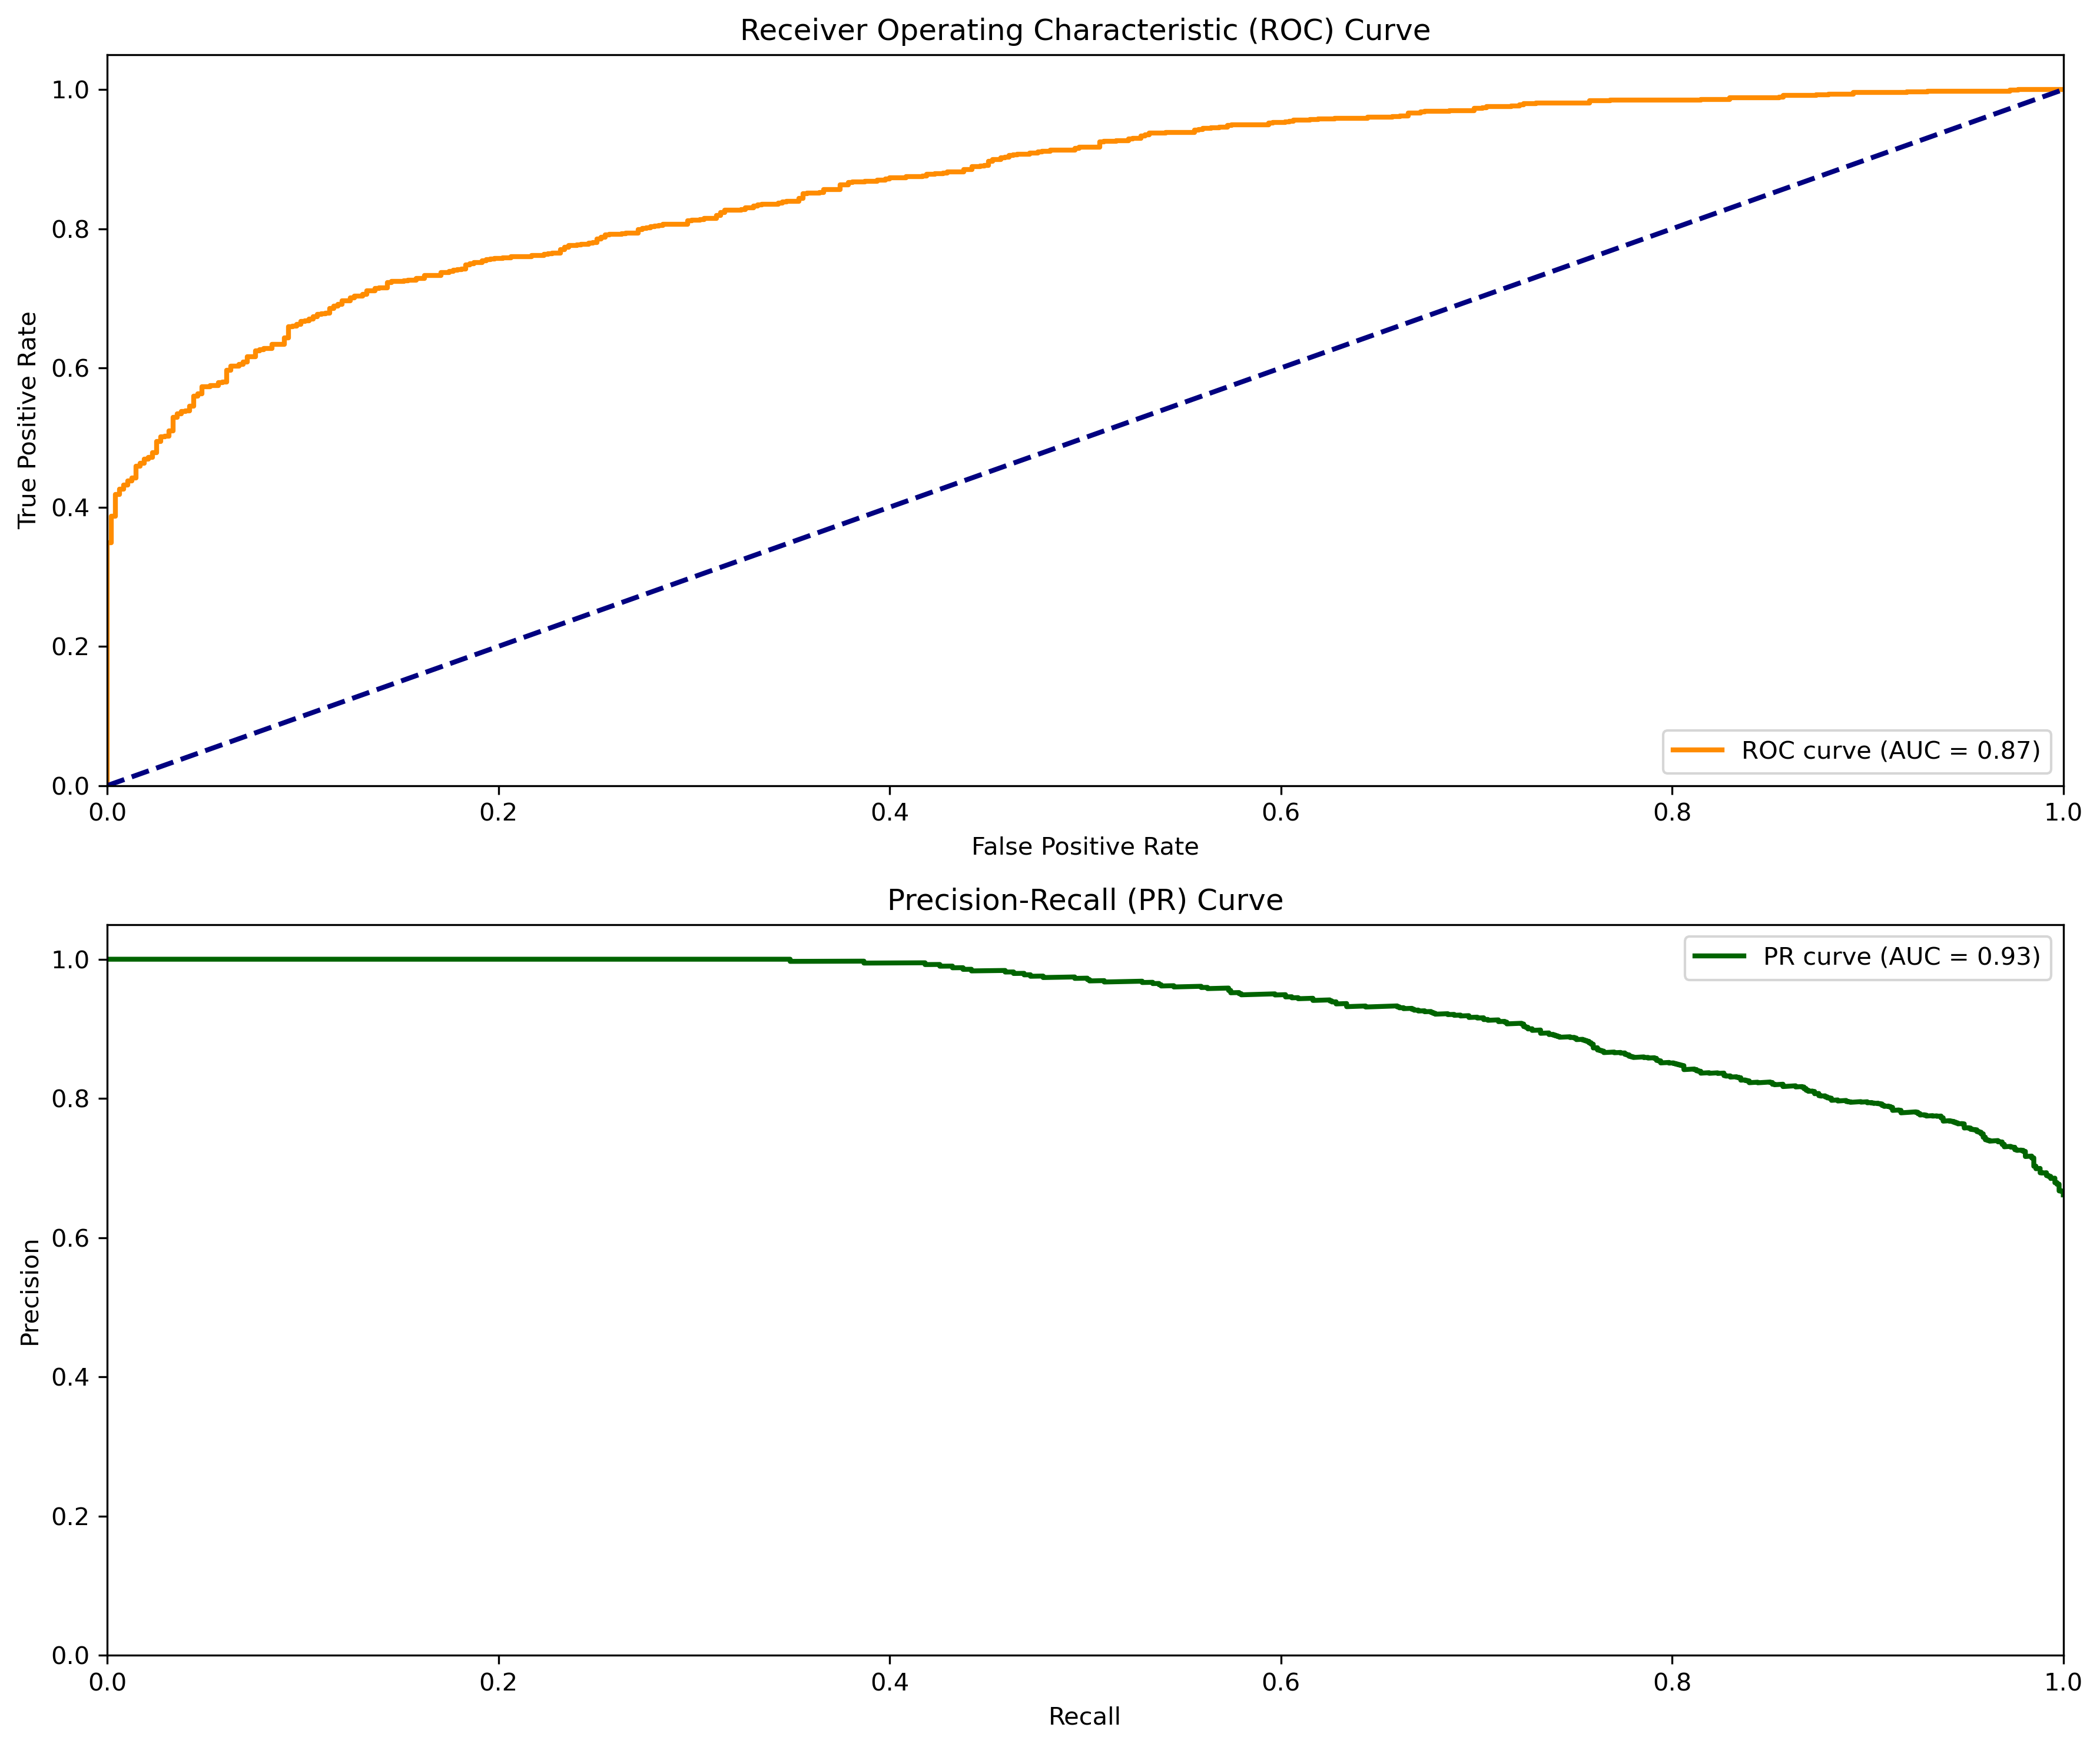 Receiver Operating Characteristic (ROC) Curve
1.0
0.8
0.6
0.4
0.2
0.0
True Positive Rate
ROC curve (AUC = 0.87)
0.0 0.2 0.4 0.6 0.8 1.0
False Positive Rate
Precision-Recall (PR) Curve
1.0
0.8
0.6
0.4
0.2
0.0
Precision
PR curve (AUC = 0.93)
0.0 0.2 0.4 0.6 0.8 1.0
Recall